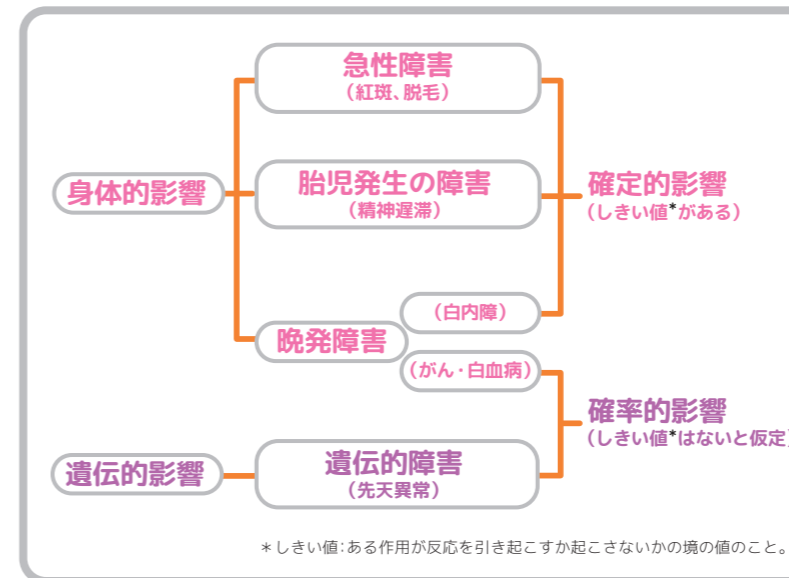 急性障害
(紅斑、脱毛)
身体的影響
胎児発生の障害
(精神遅滞)
確定的影響
(しきい値*がある)
晩発障害
(白内障)
(がん・白血病)
確率的影響
(しきい値*はないと仮定)
遺伝的影響
遺伝的障害
(先天異常)
*しきい値:ある作用が反応を引き起こすか起こさないかの境の値のこと。